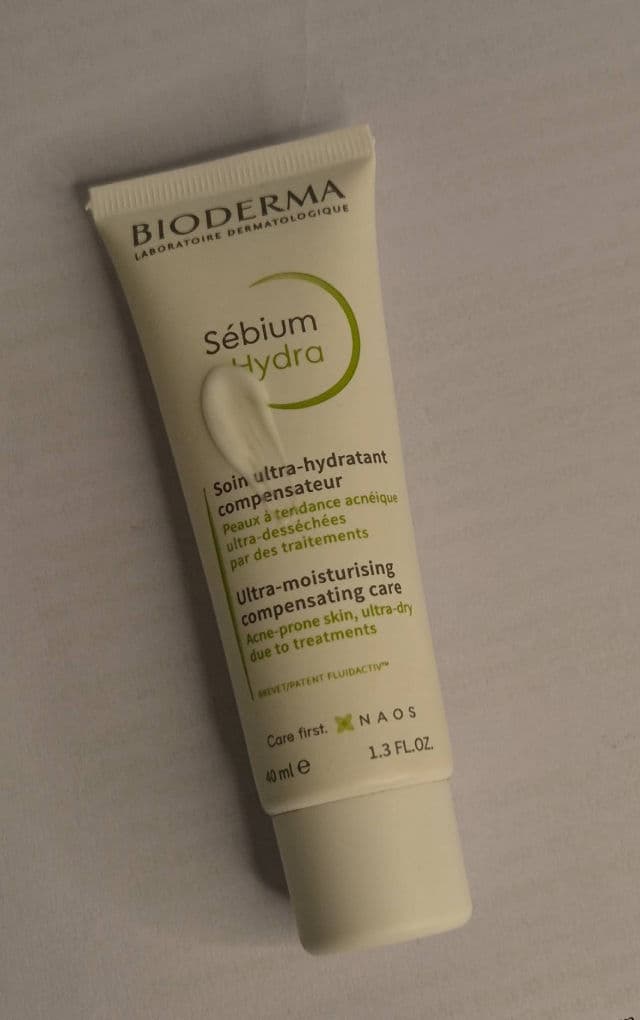 BIODERMA
LABORATOIRE DERMATOLOGIQUE
Sébium
Hydra
Soin ultra-hydratant
compensateur
Peaux à tendance acnéique
ultra-desséchées
par des traitements
Ultra-moisturising
compensating care
Acne-prone skin, ultra-dry
due to treatments
BREVET/PATENT FLUIDACTIV™
Care first. NAOS
40 ml e 1.3 FL.OZ.